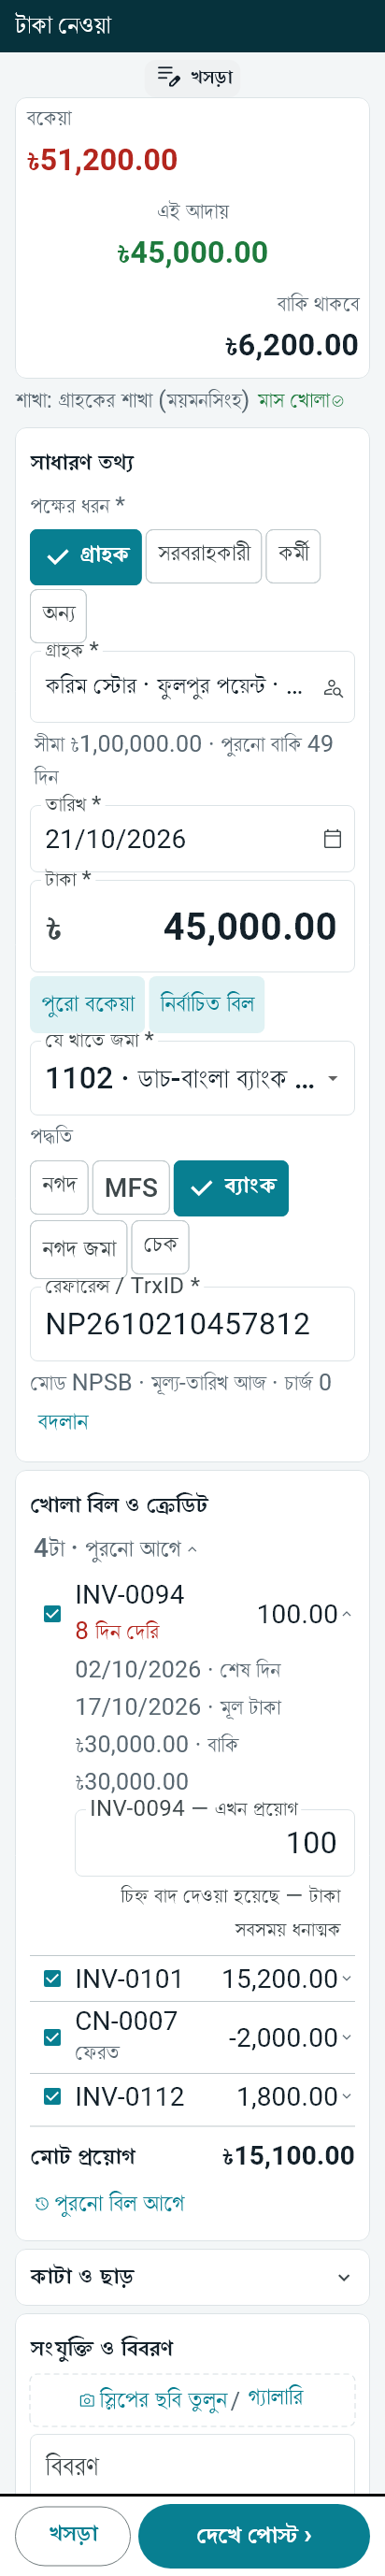 টাকা নেওয়া
খসড়া
বকেয়া
৳51,200.00
এই আদায়
৳45,000.00
বাকি থাকবে
৳6,200.00
শাখা: গ্রাহকের শাখা (ময়মনসিংহ) মাস খোলা
সাধারণ তথ্য
পক্ষের ধরন *
গ্রাহক সরবরাহকারী কর্মী
অন্য
গ্রাহক *
করিম স্টোর · ফুলপুর পয়েন্ট · ...
সীমা ৳1,00,000.00 · পুরনো বাকি 49
দিন
তারিখ *
21/10/2026
টাকা *
৳ 45,000.00
পুরো বকেয়া নির্বাচিত বিল
যে খাতে জমা *
1102 · ডাচ-বাংলা ব্যাংক ...
পদ্ধতি
নগদ MFS ব্যাংক
নগদ জমা চেক
রেফারেন্স / TrxID *
NP2610210457812
মোড NPSB · মূল্য-তারিখ আজ · চার্জ 0
বদলান
খোলা বিল ও ক্রেডিট
4টা · পুরনো আগে
INV-0094
100.00
8 দিন দেরি
02/10/2026 · শেষ দিন
17/10/2026 · মূল টাকা
৳30,000.00 · বাকি
৳30,000.00
INV-0094 — এখন প্রয়োগ
100
চিহ্ন বাদ দেওয়া হয়েছে — টাকা
সবসময় ধনাত্মক
INV-0101 15,200.00
CN-0007
-2,000.00
ফেরত
INV-0112 1,800.00
মোট প্রয়োগ ৳15,100.00
পুরনো বিল আগে
কাটা ও ছাড়
সংযুক্তি ও বিবরণ
স্লিপের ছবি তুলুন / গ্যালারি
বিবরণ
খসড়া দেখে পোস্ট ›